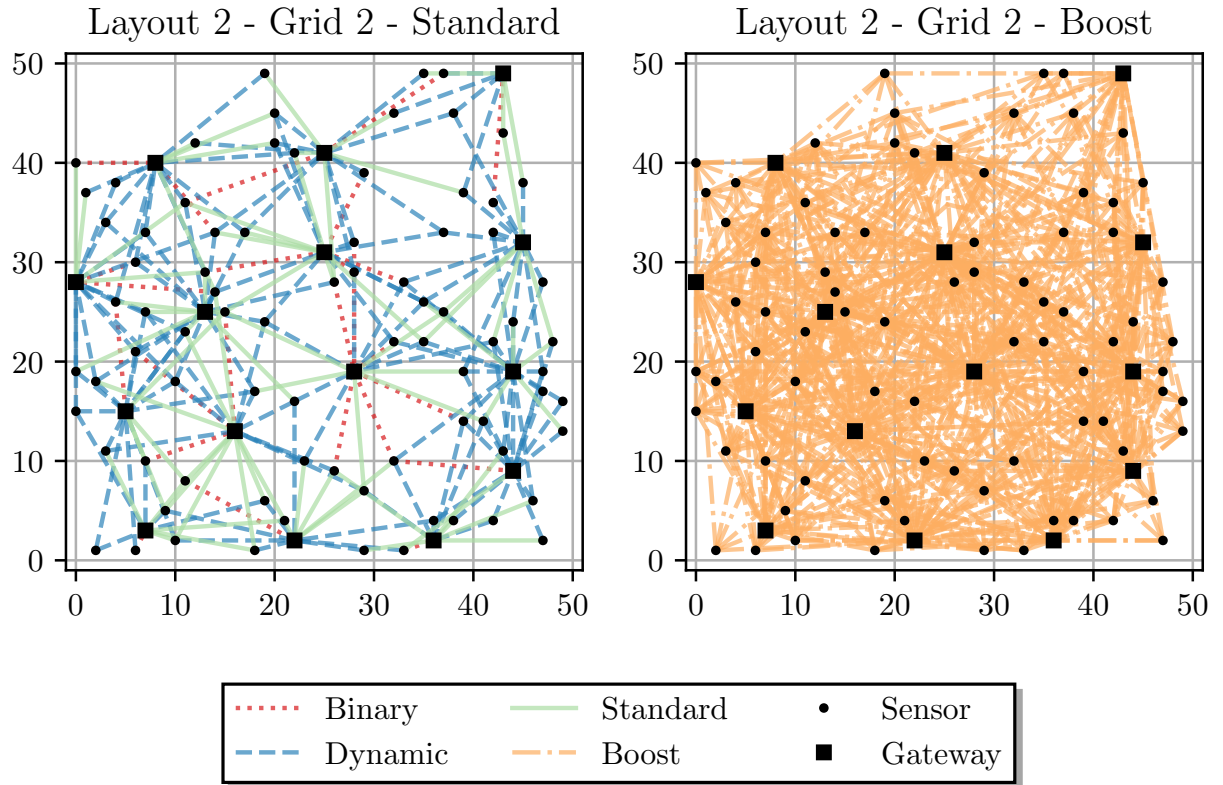 Layout 2 - Grid 2 - Standard
50
40
30
20
10
0
0 10 20 30 40 50
Layout 2 - Grid 2 - Boost
50
40
30
20
10
0
0 10 20 30 40 50
Binary Standard Sensor
Dynamic Boost Gateway